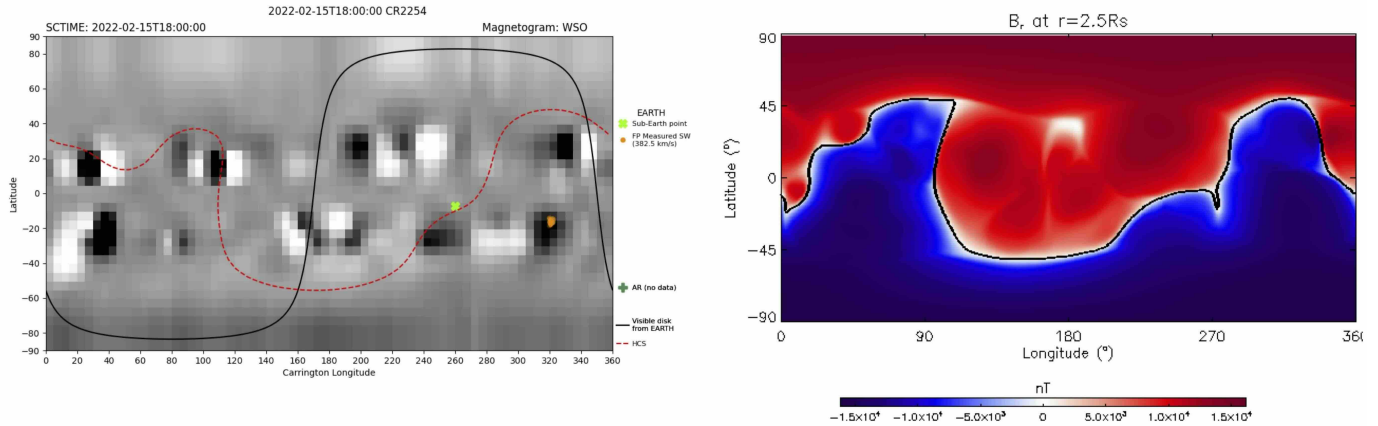 2022-02-15T18:00:00 CR2254
SCTIME: 2022-02-15T18:00:00
Magnetogram: WSO
90
80
60
40
20
0
−20
−40
−60
−80
−90
Latitude
0 20 40 60 80 100 120 140 160 180 200 220 240 260 280 300 320 340 360
Carrington Longitude
EARTH
Sub-Earth point
FP Measured SW
(382.5 km/s)
AR (no data)
Visible disk
from EARTH
HCS
Br at r=2.5Rs
90
45
0
−45
−90
Latitude (°)
0 90 180 270 360
Longitude (°)
nT
−1.5×10⁴ −1.0×10⁴ −5.0×10³ 0 5.0×10³ 1.0×10⁴ 1.5×10⁴